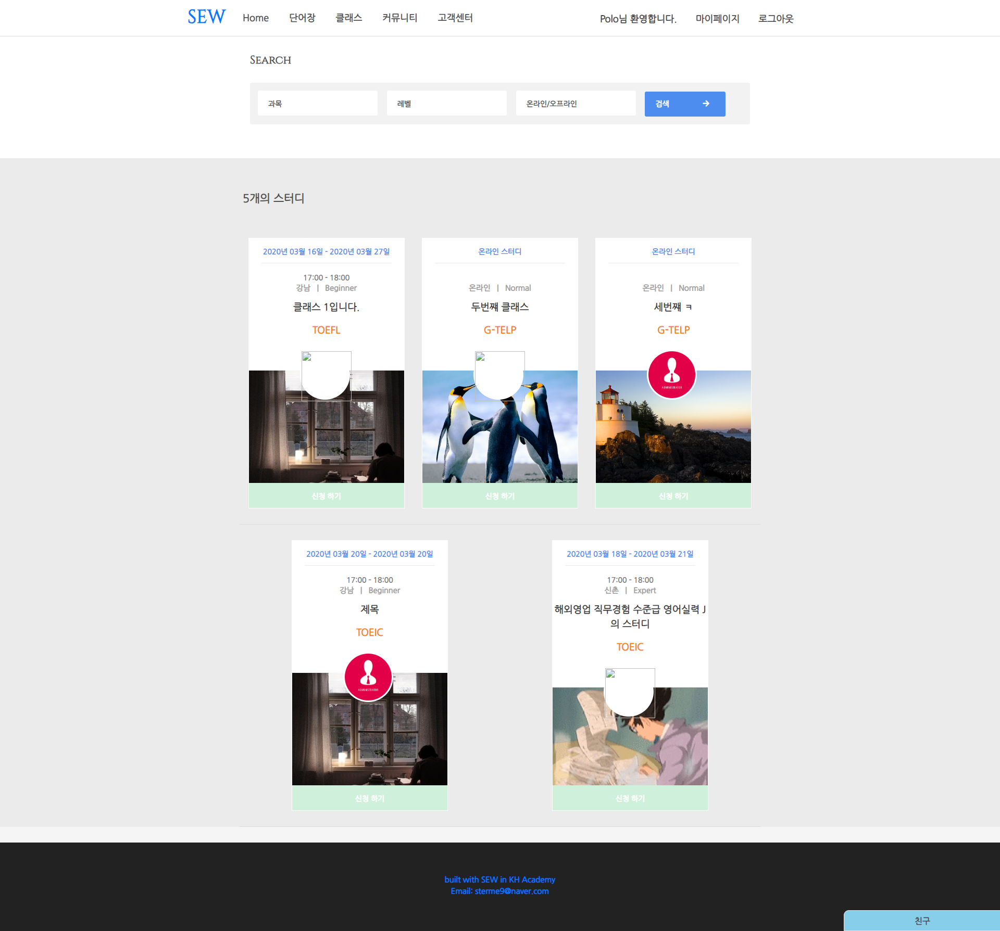 SEW Home 단어장 클래스 커뮤니티 고객센터 Polo님 환영합니다. 마이페이지 로그아웃
Search
과목 레벨 온라인/오프라인 검색
5개의 스터디
2020년 03월 16일 - 2020년 03월 27일
17:00 - 18:00
강남 | Beginner
클래스 1입니다.
TOEFL
신청 하기
온라인 스터디
온라인 | Normal
두번째 클래스
G-TELP
신청 하기
온라인 스터디
온라인 | Normal
세번째 ㅋ
G-TELP
ADMINISTRATOR
신청 하기
2020년 03월 20일 - 2020년 03월 20일
17:00 - 18:00
강남 | Beginner
제목
TOEIC
ADMINISTRATOR
신청 하기
2020년 03월 18일 - 2020년 03월 21일
17:00 - 18:00
신촌 | Expert
해외영업 직무경험 수준급 영어실력 J
의 스터디
TOEIC
신청 하기
built with SEW in KH Academy
Email: sterme9@naver.com
친구